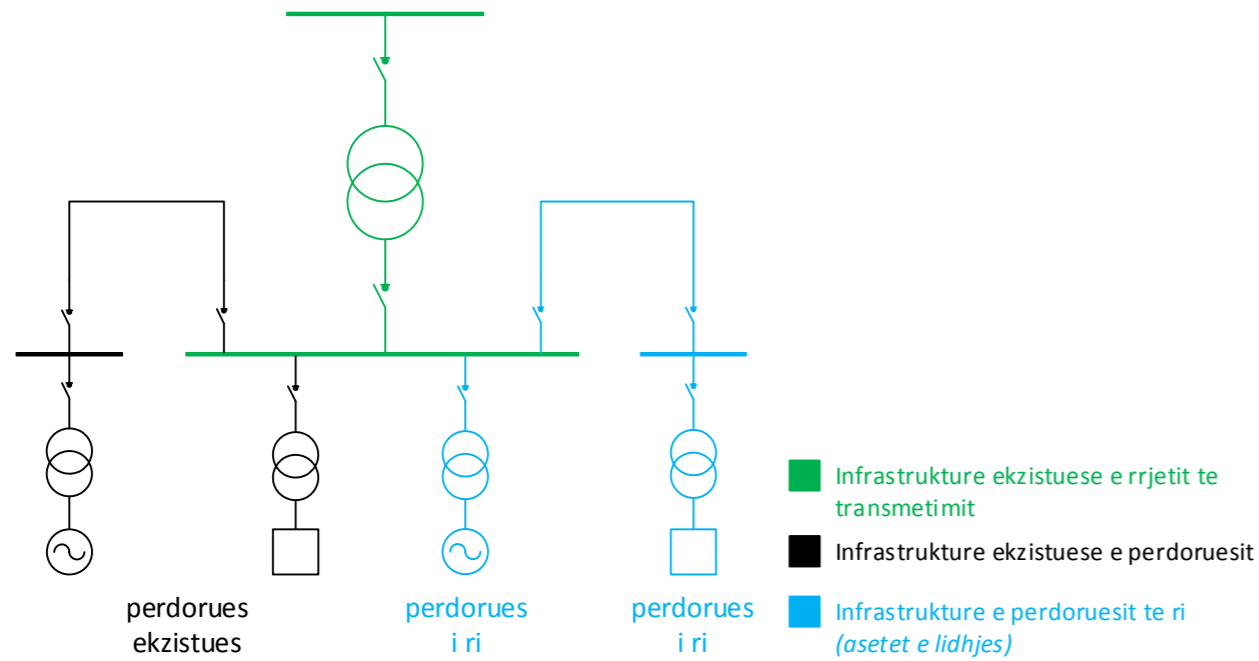 perdorues
ekzistues
perdorues
i ri
perdorues
i ri
Infrastrukture ekzistuese e rrjetit te
transmetimit
Infrastrukture ekzistuese e perdoruesit
Infrastrukture e perdoruesit te ri
(asetet e lidhjes)